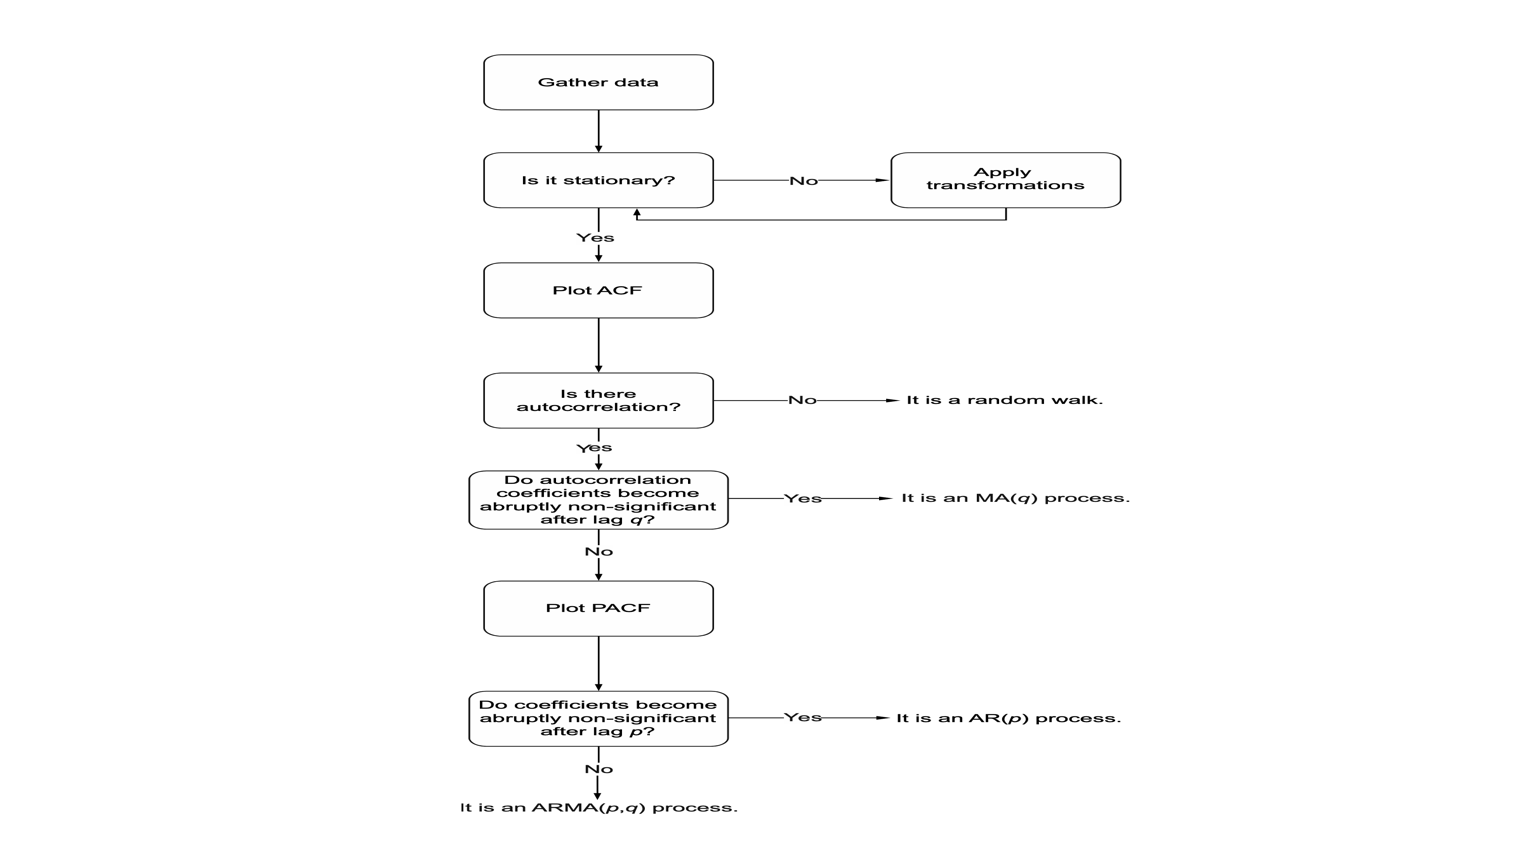 Gather data
Is it stationary?
No
Apply
transformations
Yes
Plot ACF
Is there
autocorrelation?
No
It is a random walk.
Yes
Do autocorrelation
coefficients become
abruptly non-significant
after lag q?
Yes
It is an MA(q) process.
No
Plot PACF
Do coefficients become
abruptly non-significant
after lag p?
Yes
It is an AR(p) process.
No
It is an ARMA(p,q) process.